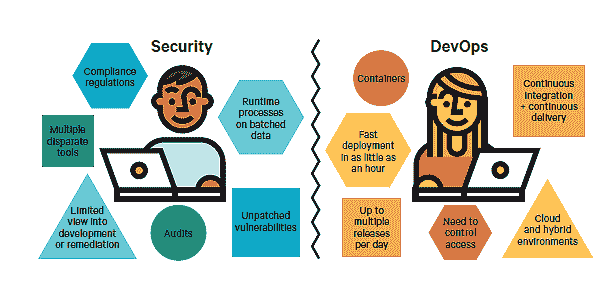 Security
Compliance
regulations
Runtime
processes
on batched
data
Multiple
disparate
tools
Limited
view into
development
or remediation
Audits
Unpatched
vulnerabilities
DevOps
Containers
Continuous
integration
+ continuous
delivery
Fast
deployment
in as little as
an hour
Up to
multiple
releases
per day
Need to
control
access
Cloud
and hybrid
environments